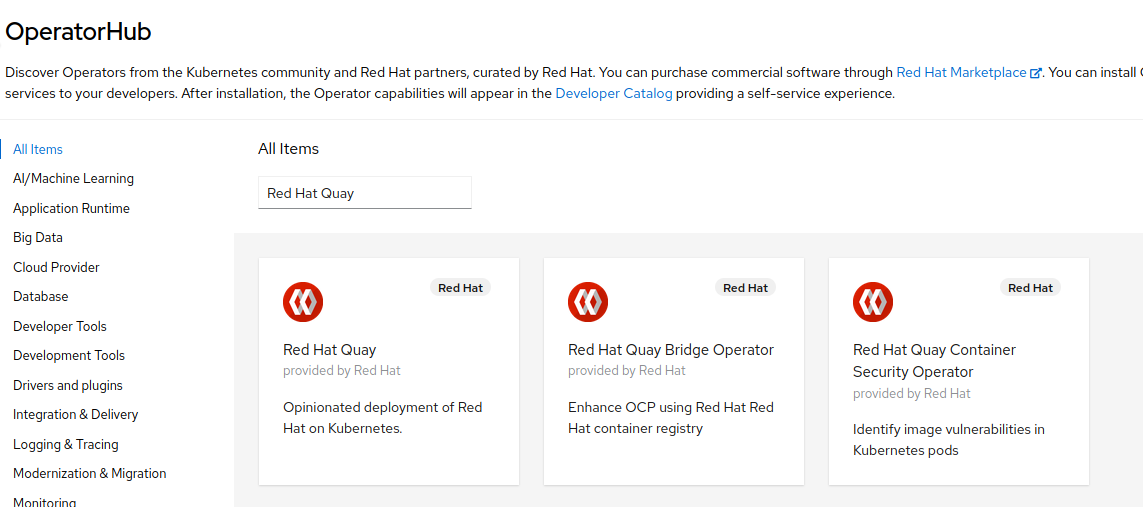 OperatorHub
Discover Operators from the Kubernetes community and Red Hat partners, curated by Red Hat. You can purchase commercial software through Red Hat Marketplace. You can install
services to your developers. After installation, the Operator capabilities will appear in the Developer Catalog providing a self-service experience.
All Items
AI/Machine Learning
Application Runtime
Big Data
Cloud Provider
Database
Developer Tools
Development Tools
Drivers and plugins
Integration & Delivery
Logging & Tracing
Modernization & Migration
Monitoring
All Items
Red Hat Quay
Red Hat
Red Hat Quay
provided by Red Hat
Opinionated deployment of Red
Hat on Kubernetes.
Red Hat
Red Hat Quay Bridge Operator
provided by Red Hat
Enhance OCP using Red Hat Red
Hat container registry
Red Hat
Red Hat Quay Container
Security Operator
provided by Red Hat
Identify image vulnerabilities in
Kubernetes pods